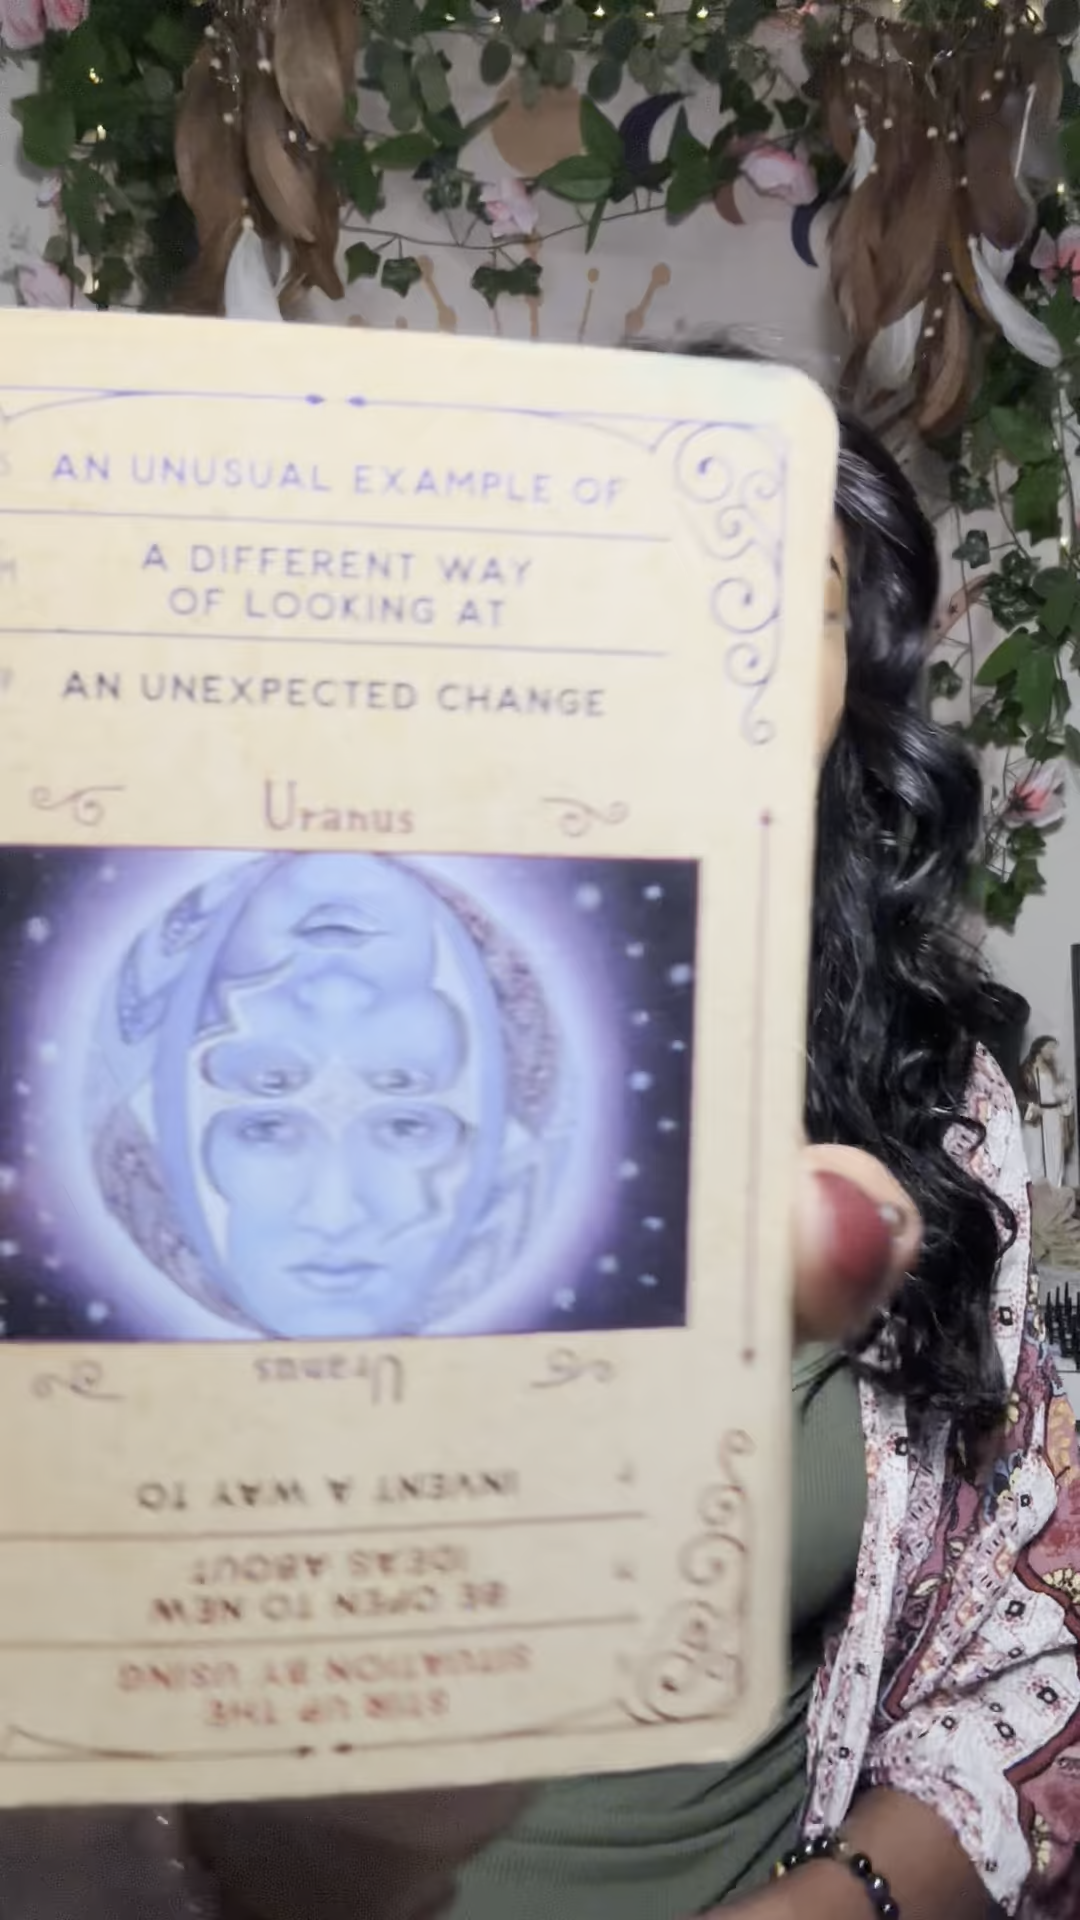 AN UNUSUAL EXAMPLE OF
A DIFFERENT WAY
OF LOOKING AT
AN UNEXPECTED CHANGE
Uranus
Uranus
INVENT A WAY TO
BE OPEN TO NEW
IDEAS ABOUT
STIR UP THE
SITUATION BY USING